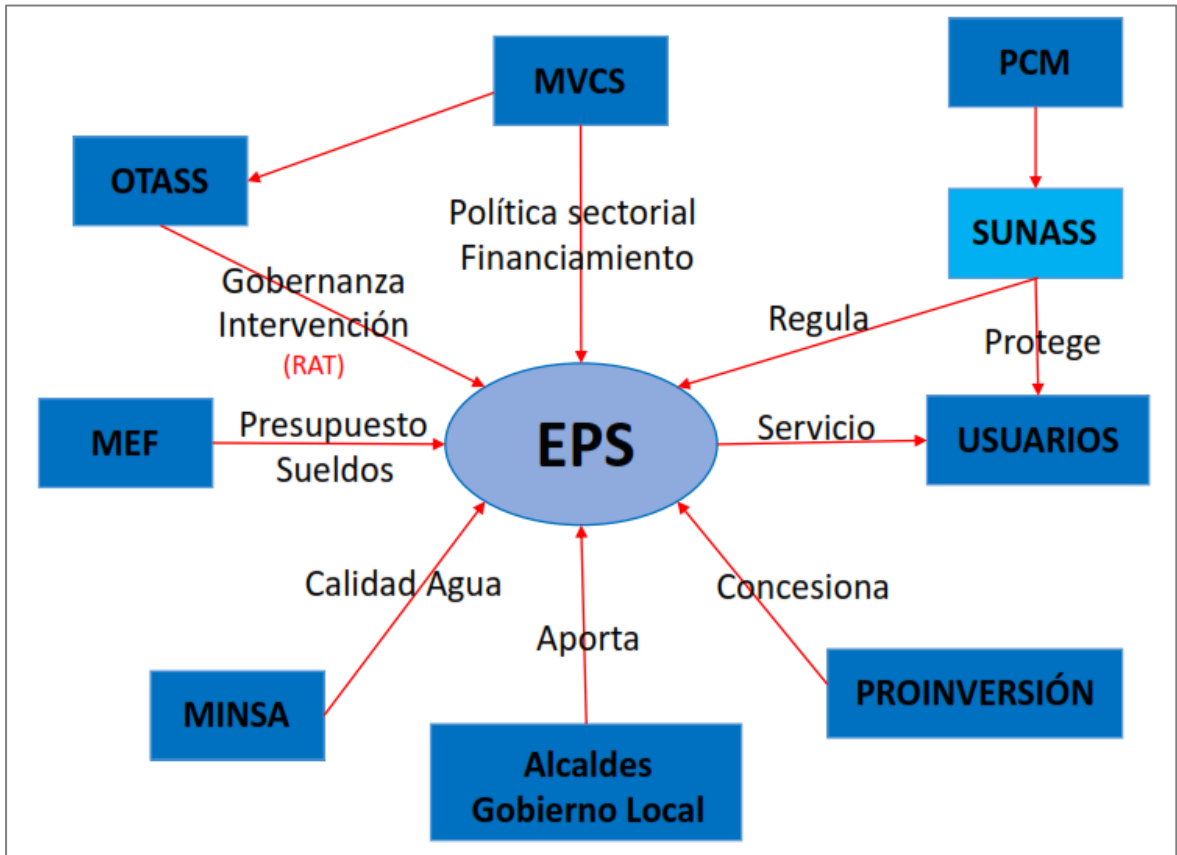 MVCS
PCM
OTASS
SUNASS
Política sectorial
Financiamiento
Gobernanza
Intervención
(RAT)
Regula
Protege
MEF
Presupuesto
Sueldos
EPS
Servicio
USUARIOS
Calidad Agua
Aporta
Concesiona
MINSA
Alcaldes
Gobierno Local
PROINVERSIÓN